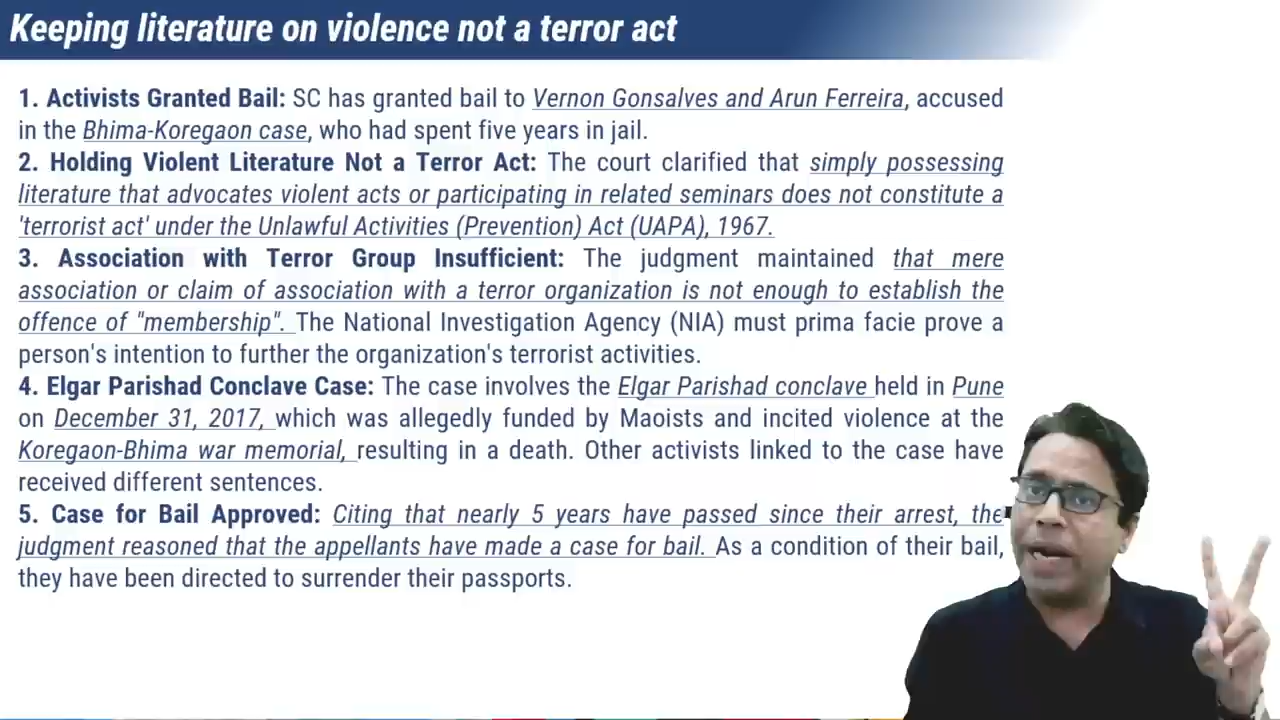 Keeping literature on violence not a terror act
1. Activists Granted Bail: SC has granted bail to Vernon Gonsalves and Arun Ferreira, accused
in the Bhima-Koregaon case, who had spent five years in jail.
2. Holding Violent Literature Not a Terror Act: The court clarified that simply possessing
literature that advocates violent acts or participating in related seminars does not constitute a
'terrorist act' under the Unlawful Activities (Prevention) Act (UAPA), 1967.
3. Association with Terror Group Insufficient: The judgment maintained that mere
association or claim of association with a terror organization is not enough to establish the
offence of "membership". The National Investigation Agency (NIA) must prima facie prove a
person's intention to further the organization's terrorist activities.
4. Elgar Parishad Conclave Case: The case involves the Elgar Parishad conclave held in Pune
on December 31, 2017, which was allegedly funded by Maoists and incited violence at the
Koregaon-Bhima war memorial, resulting in a death. Other activists linked to the case have
received different sentences.
5. Case for Bail Approved: Citing that nearly 5 years have passed since their arrest, the
judgment reasoned that the appellants have made a case for bail. As a condition of their bail,
they have been directed to surrender their passports.